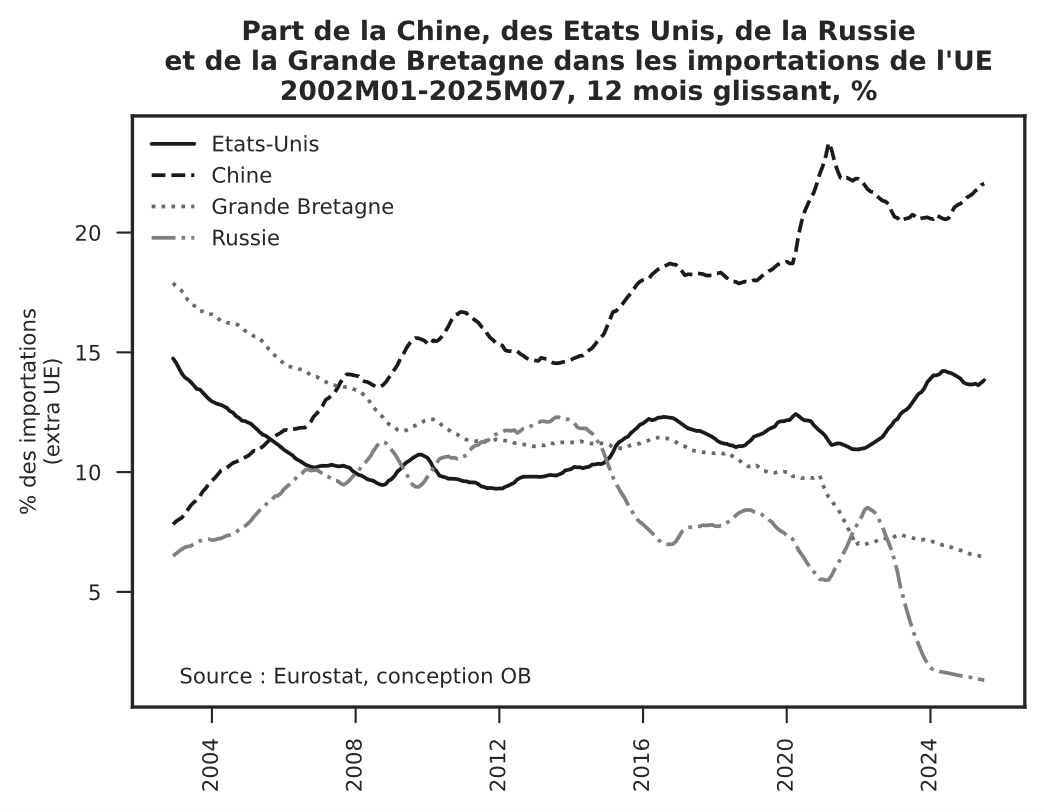 Part de la Chine, des Etats Unis, de la Russie
et de la Grande Bretagne dans les importations de l'UE
2002M01-2025M07, 12 mois glissant, %
Etats-Unis
Chine
Grande Bretagne
Russie
% des importations
(extra UE)
20
15
10
5
Source : Eurostat, conception OB
2004
2008
2012
2016
2020
2024